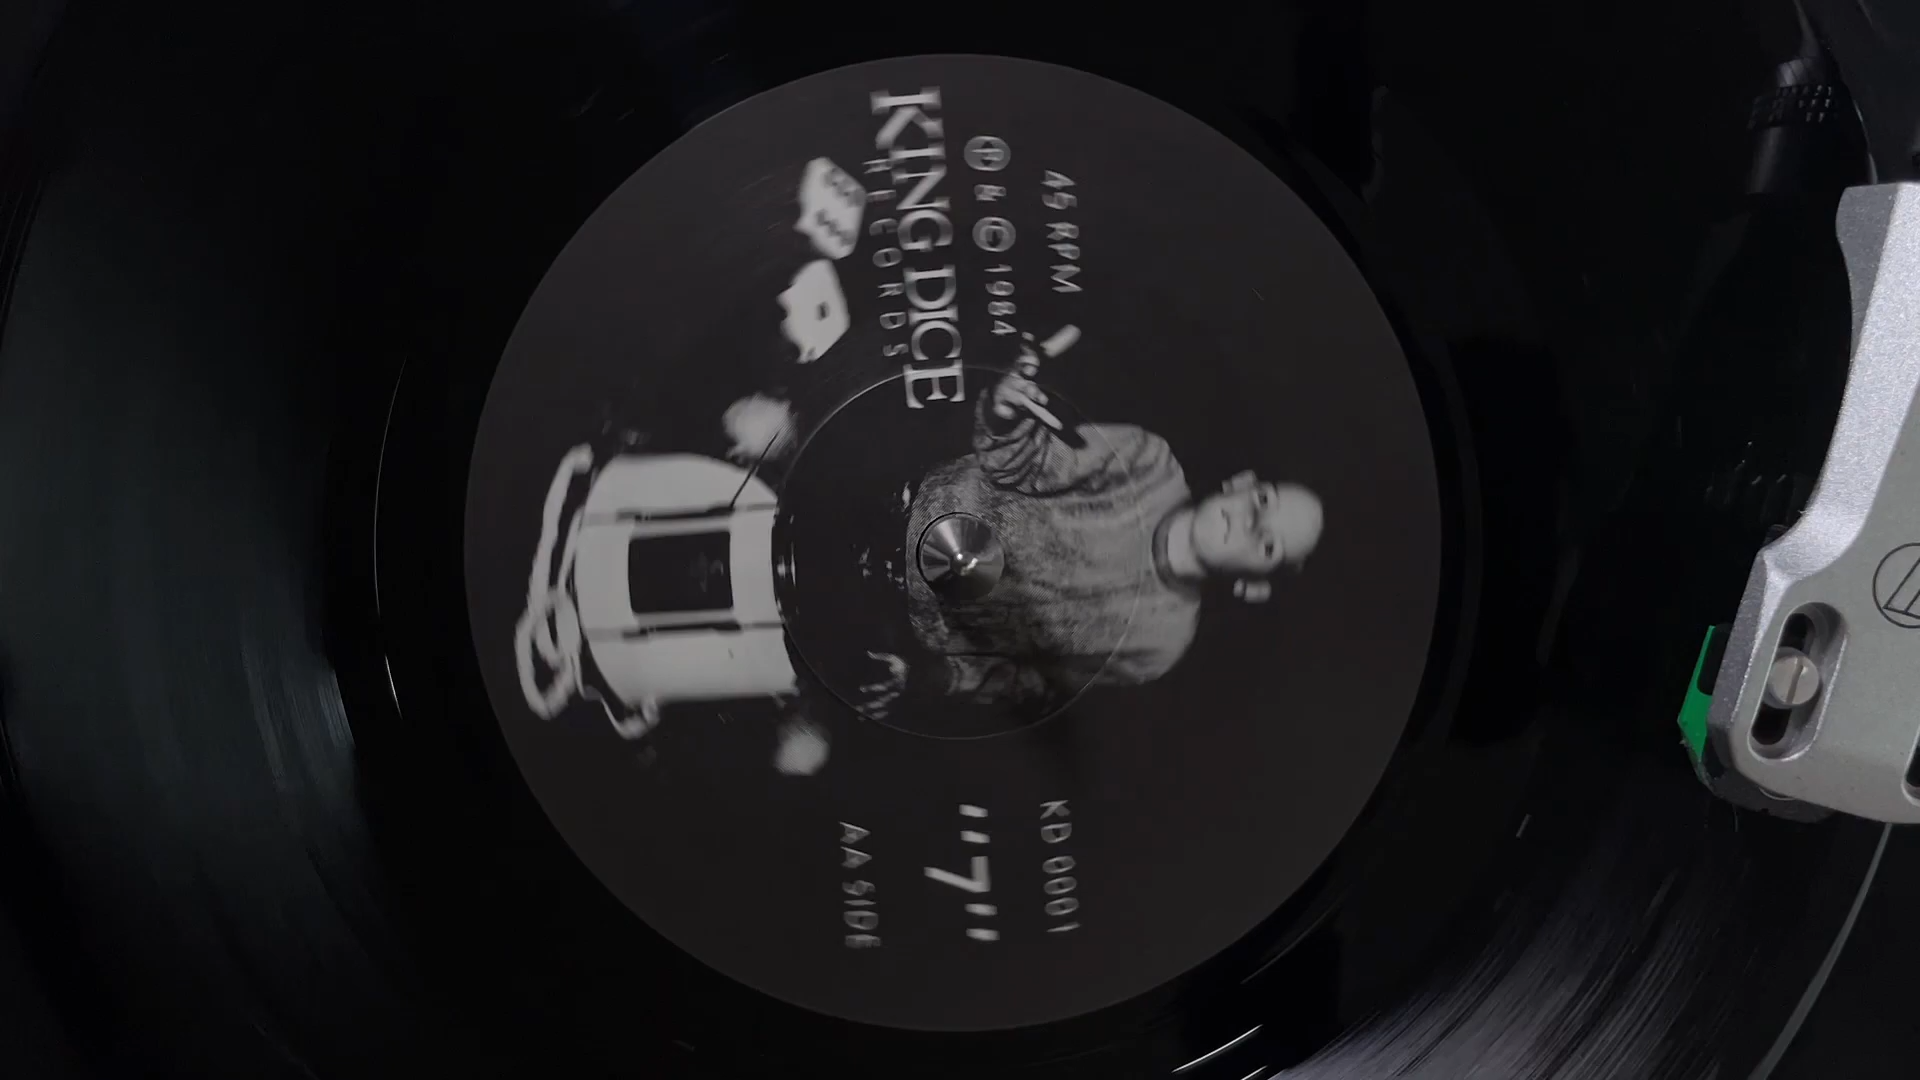 45 RPM
Ⓟ & © 1984
KING DICE
RECORDS
KD 0001
"7"
AA SIDE